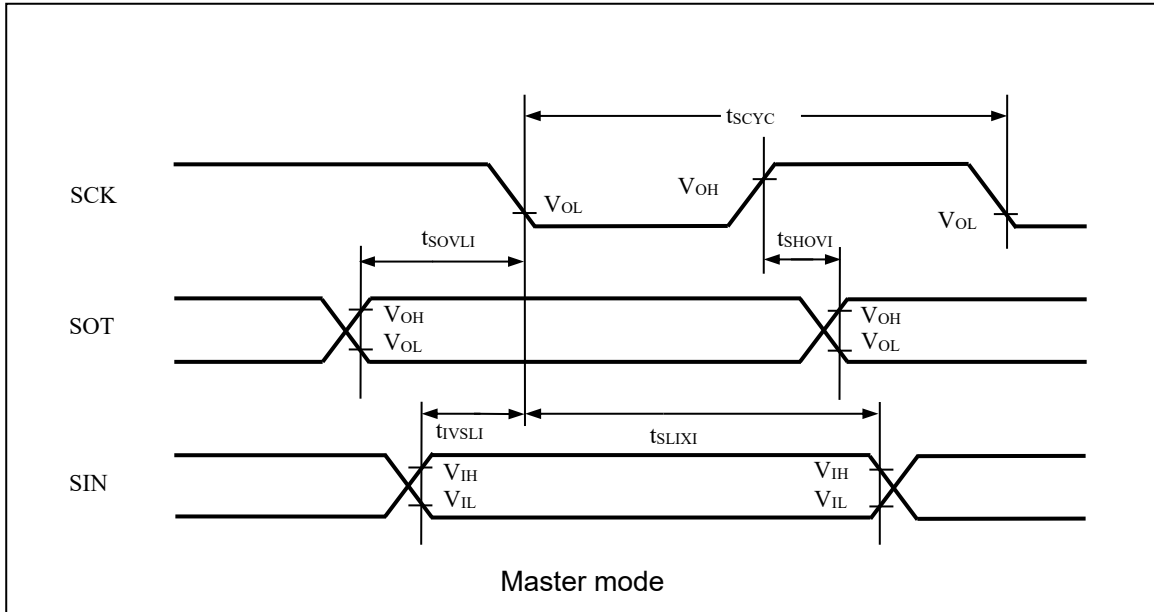 tSCYC
SCK
VOL
VOH
VOL
tSOVLI
tSHOVI
SOT
VOH
VOL
VOH
VOL
tIVSLI
tSLIXI
SIN
VIH
VIL
VIH
VIL
Master mode